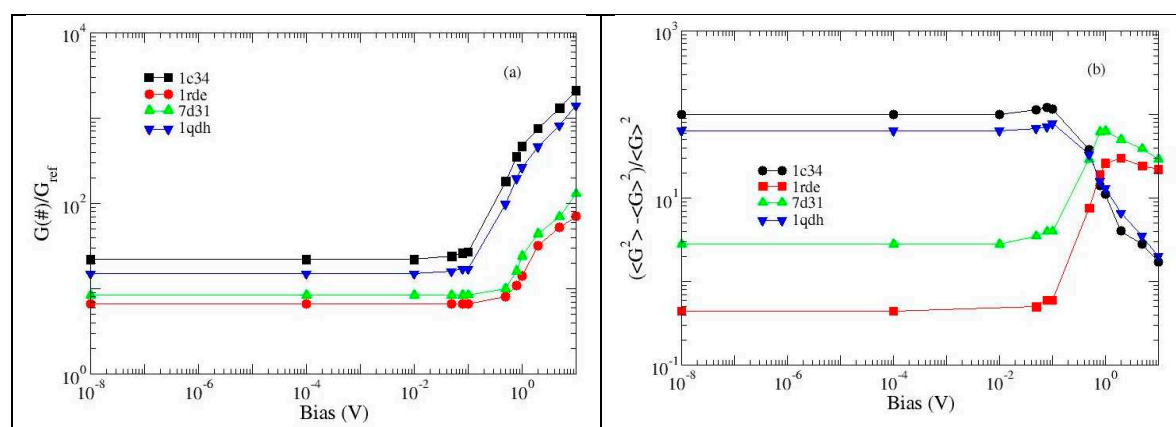 10^4
10^2
10^0
G(#)/G_ref
(a)
1c34
1rde
7d31
1qdh
10^-8
10^-6
10^-4
10^-2
10^0
Bias (V)
10^3
10^1
10^-1
(<G^2> -<G>^2)/<G>^2
(b)
1c34
1rde
7d31
1qdh
10^-8
10^-6
10^-4
10^-2
10^0
Bias (V)